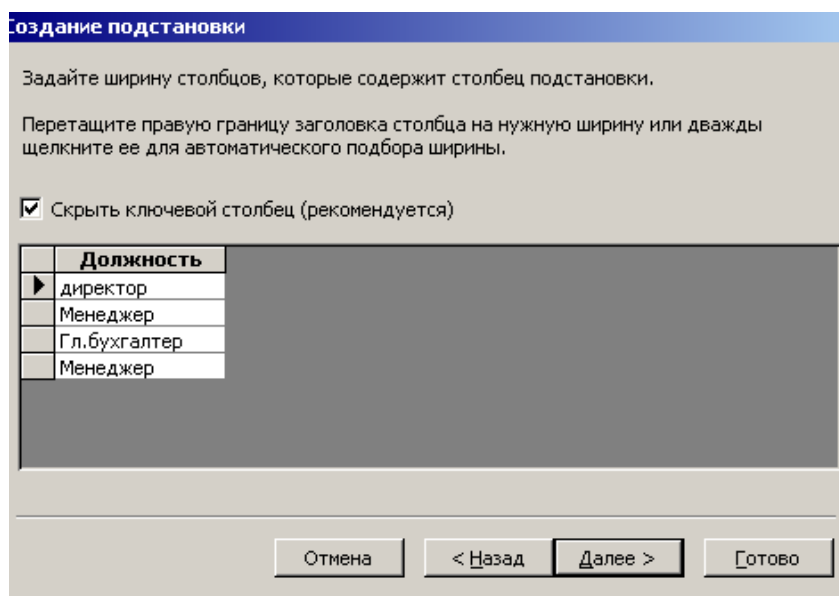 Создание подстановки
Задайте ширину столбцов, которые содержит столбец подстановки.
Перетащите правую границу заголовка столбца на нужную ширину или дважды
щелкните ее для автоматического подбора ширины.
Скрыть ключевой столбец (рекомендуется)
Должность
директор
Менеджер
Гл.бухгалтер
Менеджер
Отмена < Назад Далее > Готово